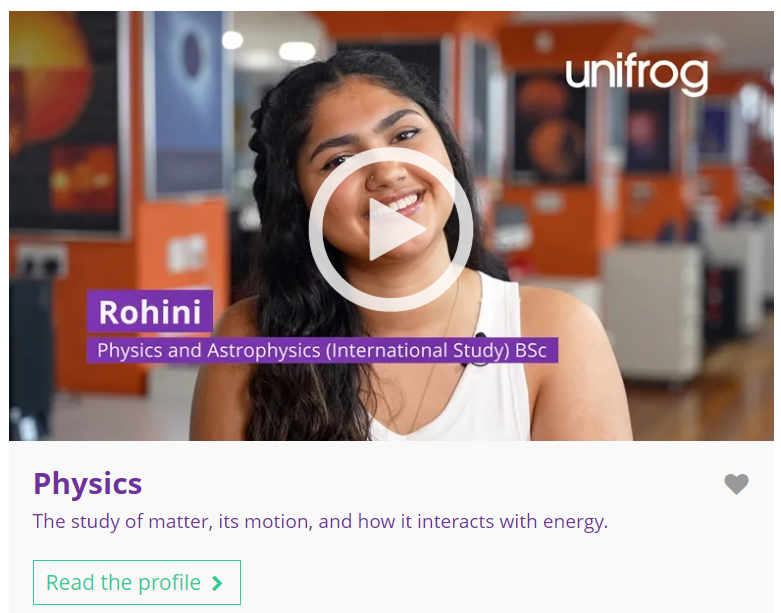 unifrog
Rohini
Physics and Astrophysics (International Study) BSc
Physics
The study of matter, its motion, and how it interacts with energy.
Read the profile